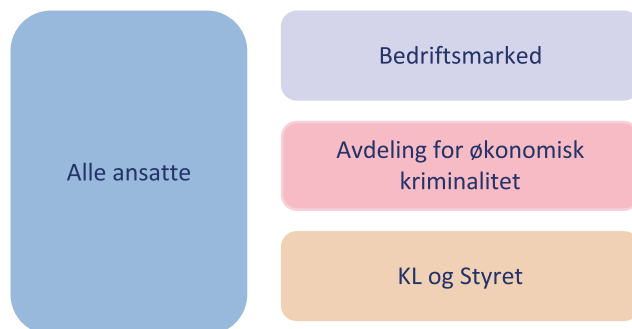 Alle ansatte
Bedriftsmarked
Avdeling for økonomisk
kriminalitet
KL og Styret